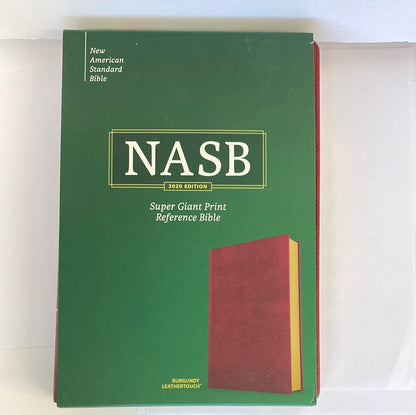 New
American
Standard
Bible
NASB
2020 EDITION
Super Giant Print
Reference Bible
BURGUNDY
LEATHERTOUCH®